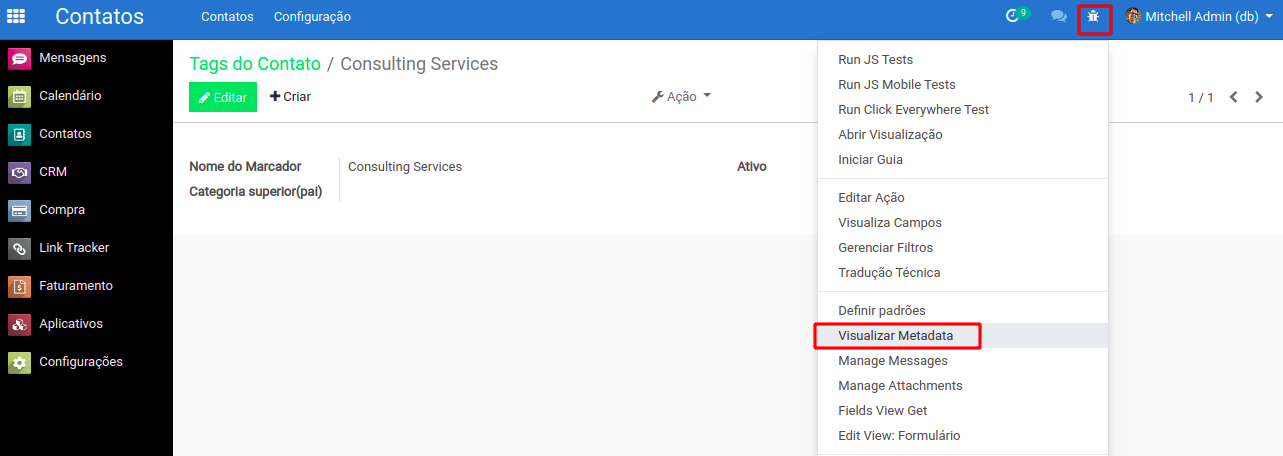 Contatos
Contatos Configuração
9
Mitchell Admin (db)
Mensagens
Calendário
Contatos
CRM
Compra
Link Tracker
Faturamento
Aplicativos
Configurações
Tags do Contato / Consulting Services
Editar
Criar
Ação
1 / 1
Nome do Marcador Consulting Services
Ativo
Categoria superior(pai)
Run JS Tests
Run JS Mobile Tests
Run Click Everywhere Test
Abrir Visualização
Iniciar Guia
Editar Ação
Visualiza Campos
Gerenciar Filtros
Tradução Técnica
Definir padrões
Visualizar Metadata
Manage Messages
Manage Attachments
Fields View Get
Edit View: Formulário